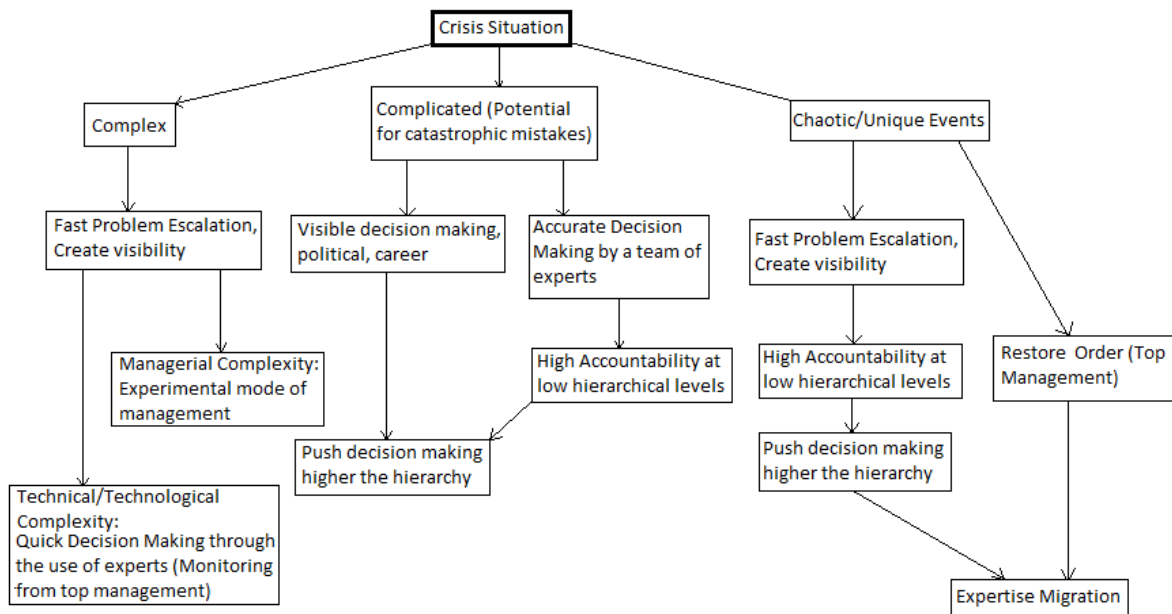 Crisis Situation
Complex
Complicated (Potential
for catastrophic mistakes)
Chaotic/Unique Events
Fast Problem Escalation,
Create visibility
Visible decision making,
political, career
Accurate Decision
Making by a team of
experts
Fast Problem Escalation,
Create visibility
Managerial Complexity:
Experimental mode of
management
High Accountability at
low hierarchical levels
High Accountability at
low hierarchical levels
Restore Order (Top
Management)
Push decision making
higher the hierarchy
Push decision making
higher the hierarchy
Technical/Technological
Complexity:
Quick Decision Making through
the use of experts (Monitoring
from top management)
Expertise Migration